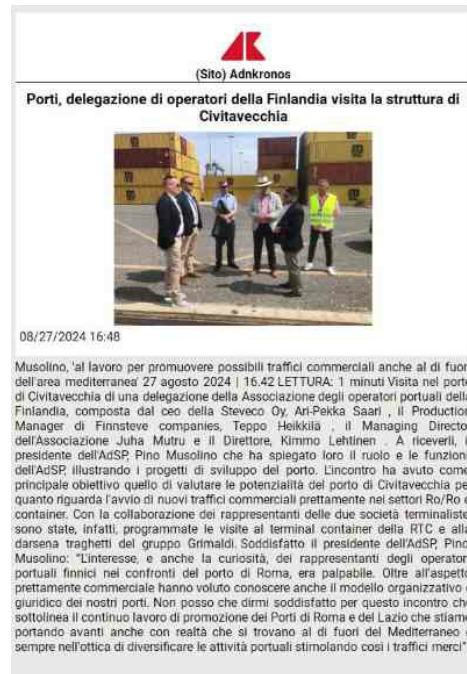 (Sito) Adnkronos
Porti, delegazione di operatori della Finlandia visita la struttura di
Civitavecchia
08/27/2024 16:48
Musolino, 'al lavoro per promuovere possibili traffici commerciali anche al di fuor
dell'area mediterranea' 27 agosto 2024 | 16.42 LETTURA: 1 minuti Visita nel porto
di Civitavecchia di una delegazione della Associazione degli operatori portuali della
Finlandia, composta dal ceo della Steveco Oy, Ari-Pekka Saari , il Production
Manager di Finnsteve companies, Teppo Heikkilä , il Managing Director
dell'Associazione Juha Mutru e il Direttore, Kimmo Lehtinen . A riceverli, i
presidente dell'AdSP, Pino Musolino che ha spiegato loro il ruolo e le funzioni
dell'AdSP, illustrando i progetti di sviluppo del porto. L'incontro ha avuto come
principale obiettivo quello di valutare le potenzialità del porto di Civitavecchia pe
quanto riguarda l'avvio di nuovi traffici commerciali prettamente nei settori Ro/Ro e
container. Con la collaborazione dei rappresentanti delle due società terminaliste
sono state, infatti, programmate le visite al terminal container della RTC e alla
darsena traghetti del gruppo Grimaldi. Soddisfatto il presidente dell'AdSP, Pino
Musolino: "L'interesse, e anche la curiosità, dei rappresentanti degli operator
portuali finnici nei confronti del porto di Roma, era palpabile. Oltre all'aspetto
prettamente commerciale hanno voluto conoscere anche il modello organizzativo e
giuridico dei nostri porti. Non posso che dirmi soddisfatto per questo incontro che
sottolinea il continuo lavoro di promozione dei Porti di Roma e del Lazio che stiamo
portando avanti anche con realtà che si trovano al di fuori del Mediterraneo e
sempre nell'ottica di diversificare le attività portuali stimolando così i traffici merci"